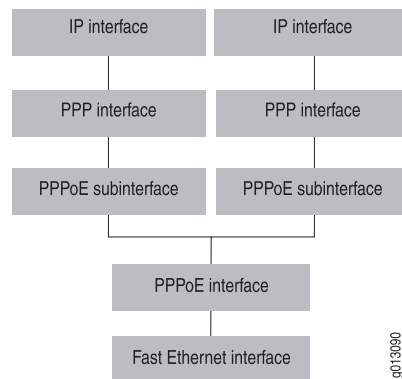 IP interface
IP interface
PPP interface
PPP interface
PPPoE subinterface
PPPoE subinterface
PPPoE interface
Fast Ethernet interface
g013090